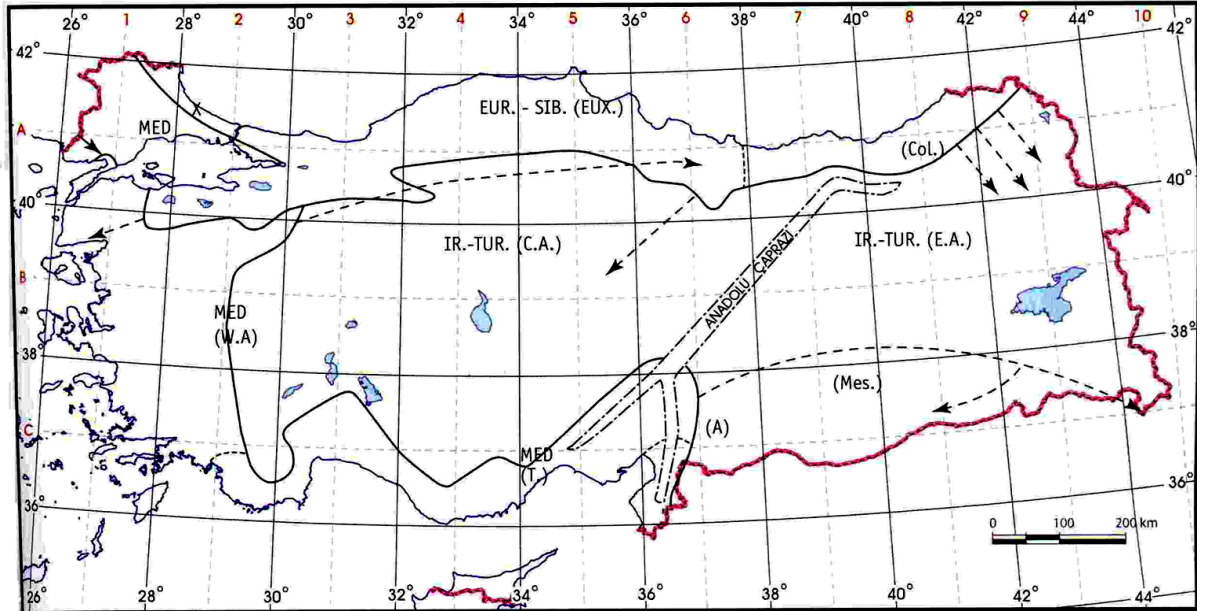 1 2 3 4 5 6 7 8 9 10
26° 28° 30° 32° 34° 36° 38° 40° 42° 44°
42° 42°
X
EUR. - SIB. (EUX.)
A MED
(Col.)
40° 40°
IR.-TUR. (C.A.) IR.-TUR. (E.A.)
ANADOLU ÇAPRAZI
B
MED
(W.A)
38° 38°
(Mes.)
C (A)
MED
(T.)
36° 36°
0 100 200 km
26° 28° 30° 32° 34° 36° 38° 40° 42° 44°